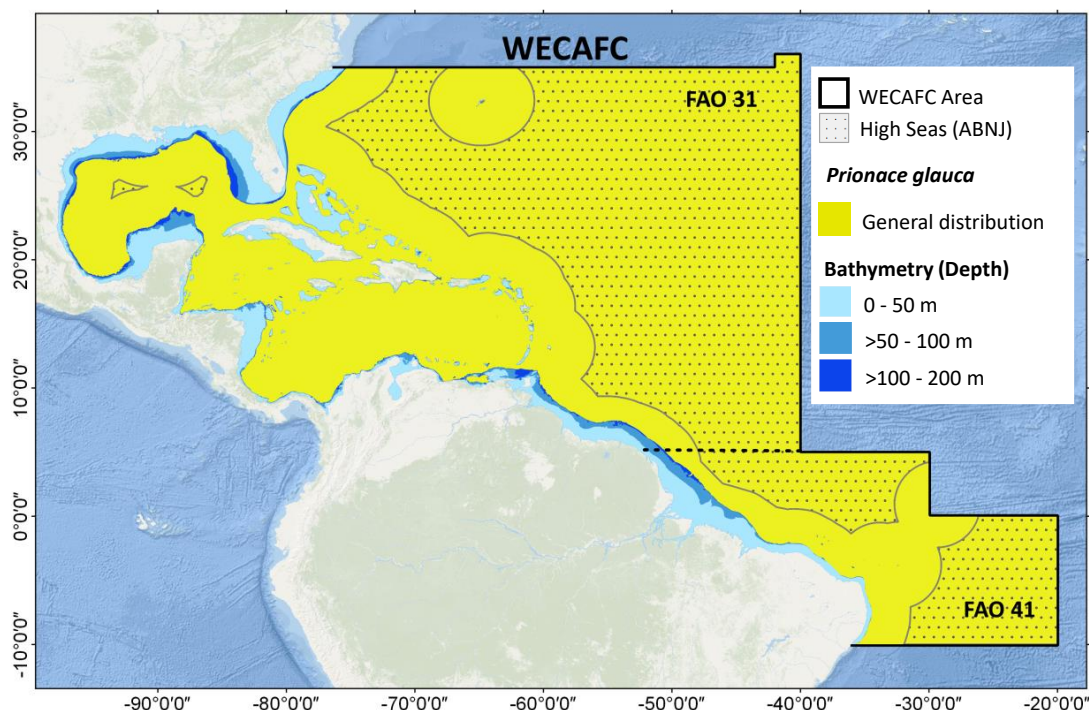 WECAFC
FAO 31
WECAFC Area
High Seas (ABNJ)
Prionace glauca
General distribution
Bathymetry (Depth)
0 - 50 m
>50 - 100 m
>100 - 200 m
FAO 41
30°0'0"
20°0'0"
10°0'0"
0°0'0"
-10°0'0"
-90°0'0"
-80°0'0"
-70°0'0"
-60°0'0"
-50°0'0"
-40°0'0"
-30°0'0"
-20°0'0"